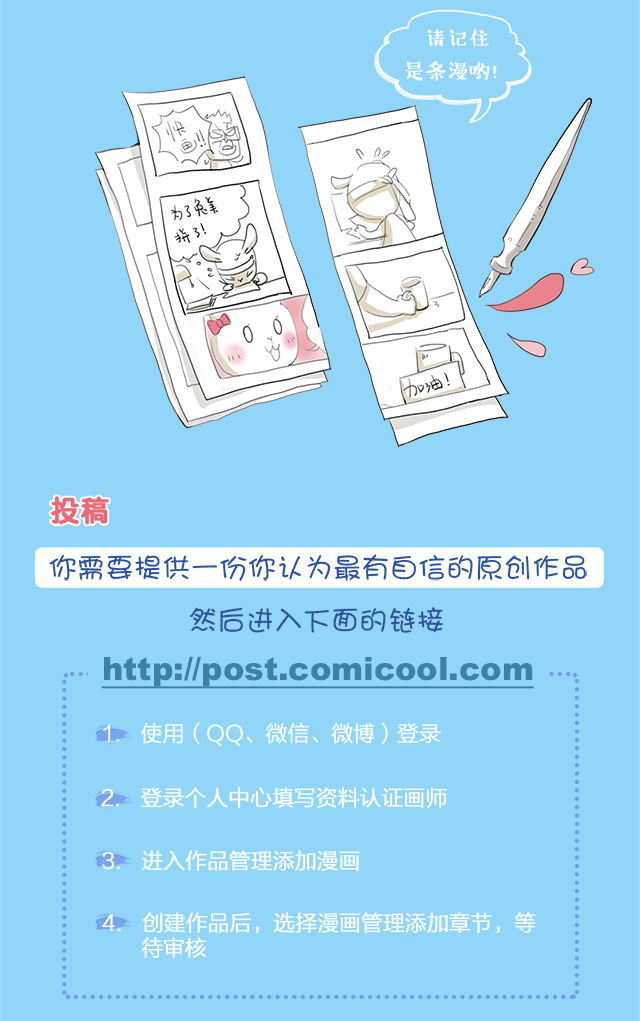 请记住
是条漫哟!
快画!!
为了兔美
拼了!
加油!
投稿
你需要提供一份你认为最有自信的原创作品
然后进入下面的链接
http://post.comicool.com
1. 使用（QQ、微信、微博）登录
2. 登录个人中心填写资料认证画师
3. 进入作品管理添加漫画
4. 创建作品后，选择漫画管理添加章节，等
待审核